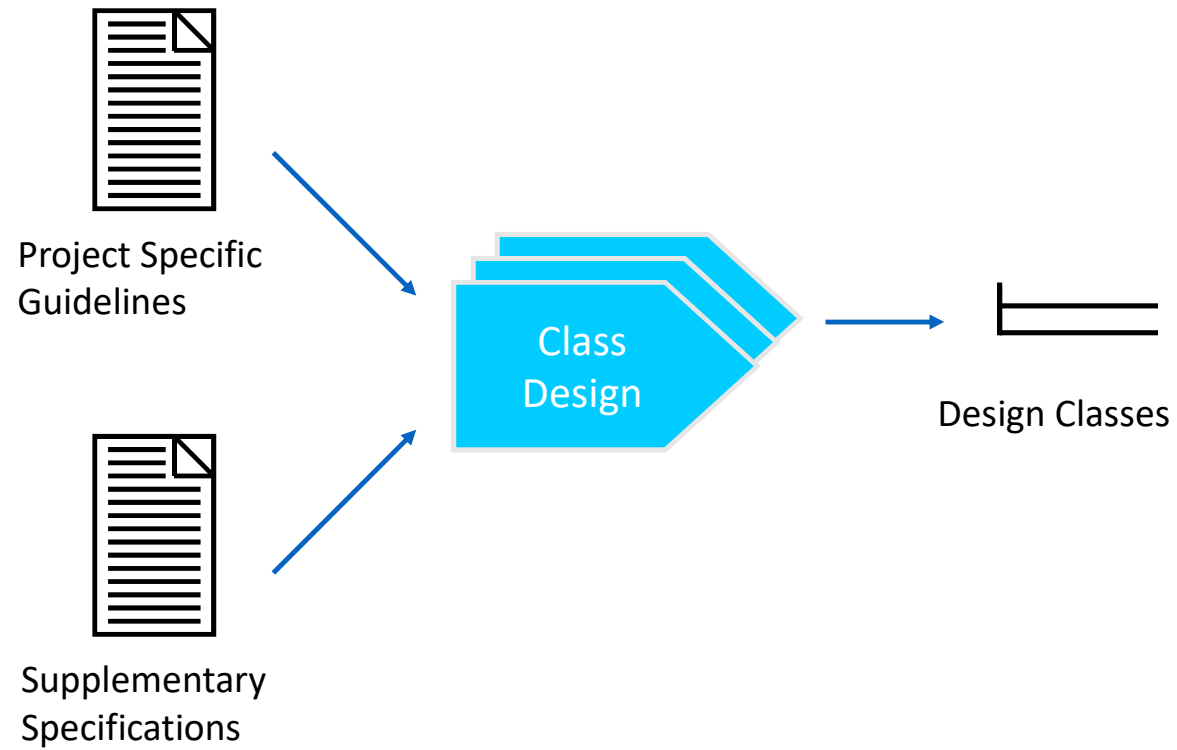 Project Specific
Guidelines
Class
Design
Design Classes
Supplementary
Specifications